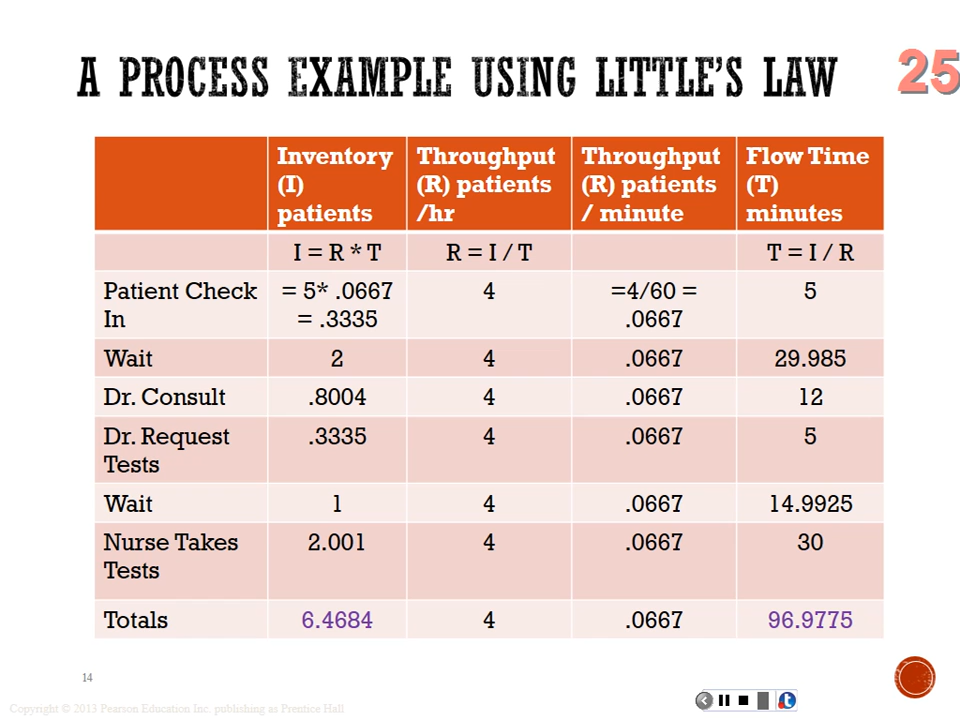 A PROCESS EXAMPLE USING LITTLE'S LAW
25
Inventory (I) patients
Throughput (R) patients /hr
Throughput (R) patients / minute
Flow Time (T) minutes
I = R * T
R = I / T
T = I / R
Patient Check In
= 5* .0667 = .3335
4
=4/60 = .0667
5
Wait
2
4
.0667
29.985
Dr. Consult
.8004
4
.0667
12
Dr. Request Tests
.3335
4
.0667
5
Wait
1
4
.0667
14.9925
Nurse Takes Tests
2.001
4
.0667
30
Totals
6.4684
4
.0667
96.9775
14
Copyright © 2013 Pearson Education Inc. publishing as Prentice Hall
t